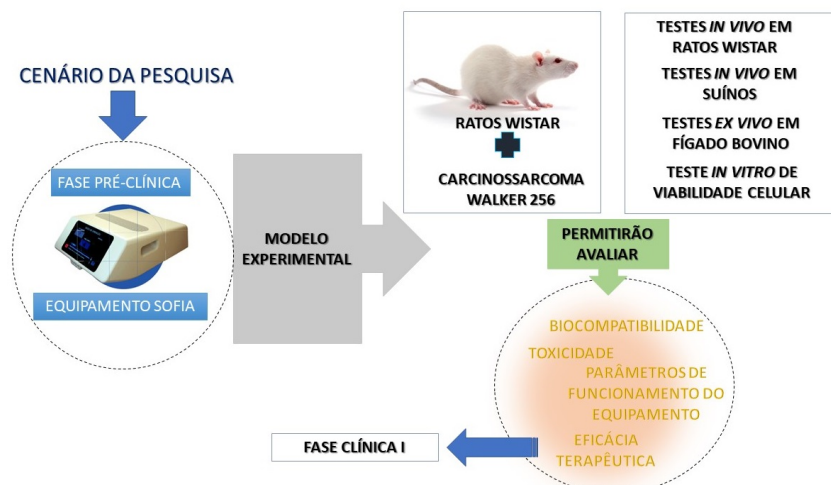 CENÁRIO DA PESQUISA
FASE PRÉ-CLÍNICA
EQUIPAMENTO SOFIA
MODELO
EXPERIMENTAL
RATOS WISTAR
CARCINOSSARCOMA
WALKER 256
TESTES IN VIVO EM
RATOS WISTAR
TESTES IN VIVO EM
SUÍNOS
TESTES EX VIVO EM
FÍGADO BOVINO
TESTE IN VITRO DE
VIABILIDADE CELULAR
PERMITIRÃO
AVALIAR
BIOCOMPATIBILIDADE
TOXICIDADE
PARÂMETROS DE
FUNCIONAMENTO DO
EQUIPAMENTO
EFICÁCIA
TERAPÊUTICA
FASE CLÍNICA I